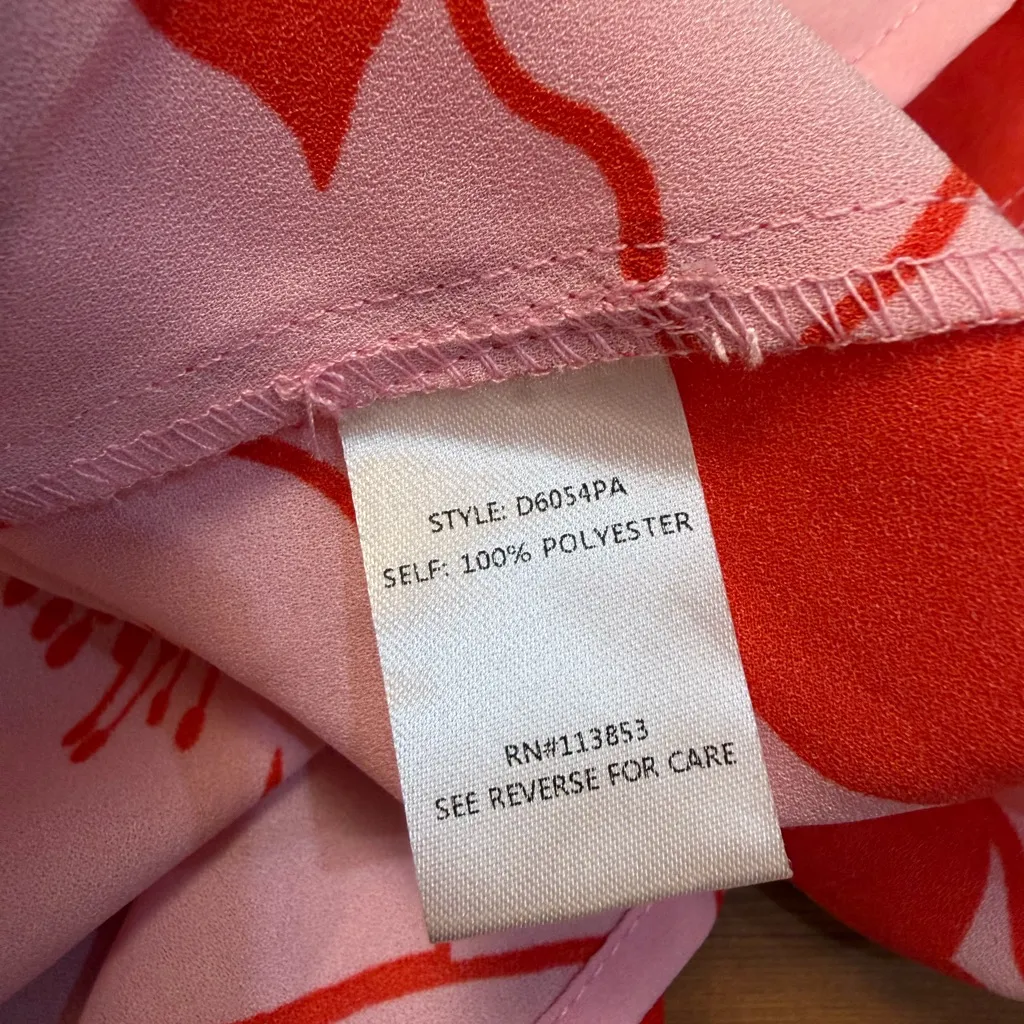 STYLE: D6054PA
SELF: 100% POLYESTER
RN#113853
SEE REVERSE FOR CARE